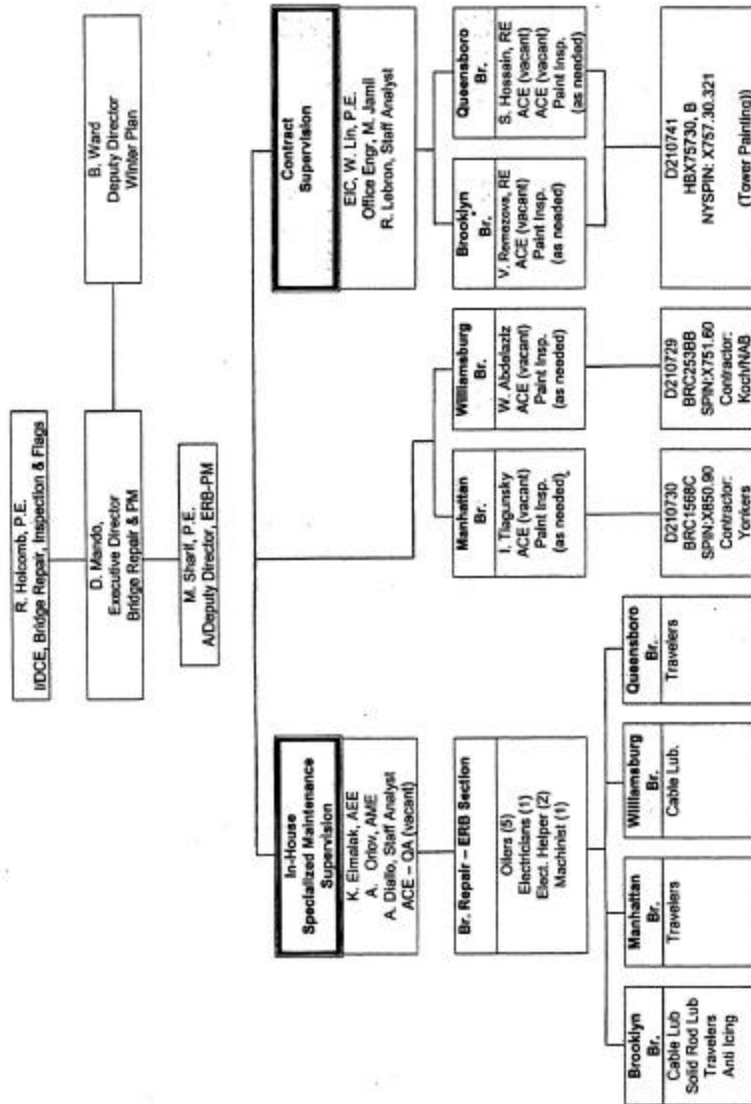 R. Holcomb, P.E.
I/DCE, Bridge Repair, Inspection & Flags
D. Mando,
Executive Director
Bridge Repair & PM
B. Ward
Deputy Director
Winter Plan
M. Sharif, P.E.
A/Deputy Director, ERB-PM
In-House
Specialized Maintenance
Supervision
K. Elmalak, AEE
A. Orlov, AME
A. Diallo, Staff Analyst
ACE – QA (vacant)
Br. Repair – ERB Section
Oilers (5)
Electricians (1)
Elect. Helper (2)
Machinist (1)
Brooklyn
Br.
Cable Lub
Solid Rod Lub
Travelers
Anti Icing
Manhattan
Br.
Travelers
Williamsburg
Br.
Cable Lub.
Queensboro
Br.
Travelers
Manhattan
Br.
I. Tlagunsky
ACE (vacant)
Paint Insp.
(as needed)
D210730
BRC1568C
SPIN:X850.90
Contractor:
Yonkers
Williamsburg
Br.
W. Abdelaziz
ACE (vacant)
Paint Insp.
(as needed)
D210729
BRC253BB
SPIN:X751.60
Contractor:
Koch/NAB
Contract
Supervision
EIC, W. Lin, P.E.
Office Engr, M. Jamil
R. Lebron, Staff Analyst
Brooklyn
Br.
V. Remezova, RE
ACE (vacant)
Paint Insp.
(as needed)
Queensboro
Br.
S. Hossain, RE
ACE (vacant)
ACE (vacant)
Paint Insp.
(as needed)
D210741
HBX75730, B
NYSPIN: X757.30.321
(Tower Painting))